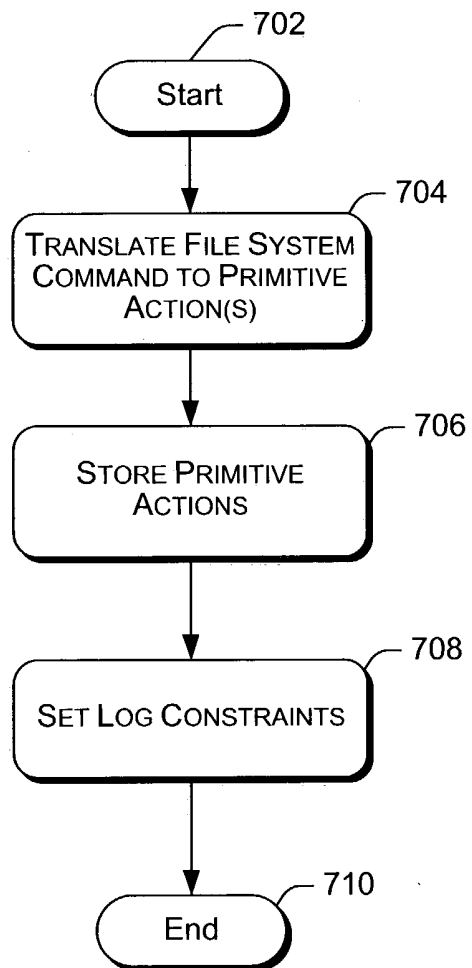 702
Start
704
TRANSLATE FILE SYSTEM
COMMAND TO PRIMITIVE
ACTION(S)
706
STORE PRIMITIVE
ACTIONS
708
SET LOG CONSTRAINTS
710
End